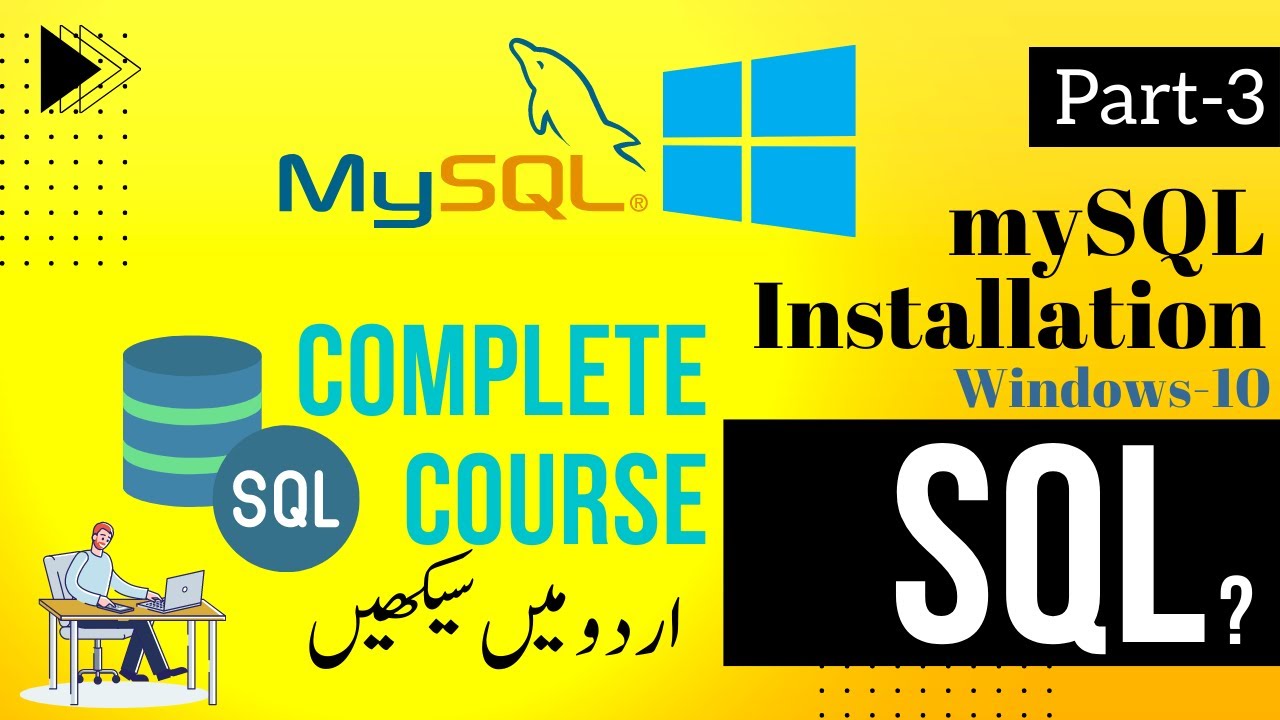 Part-3
MySQL®
mySQL
Installation
Windows-10
COMPLETE
COURSE
SQL
اردو میں سیکھیں
SQL?